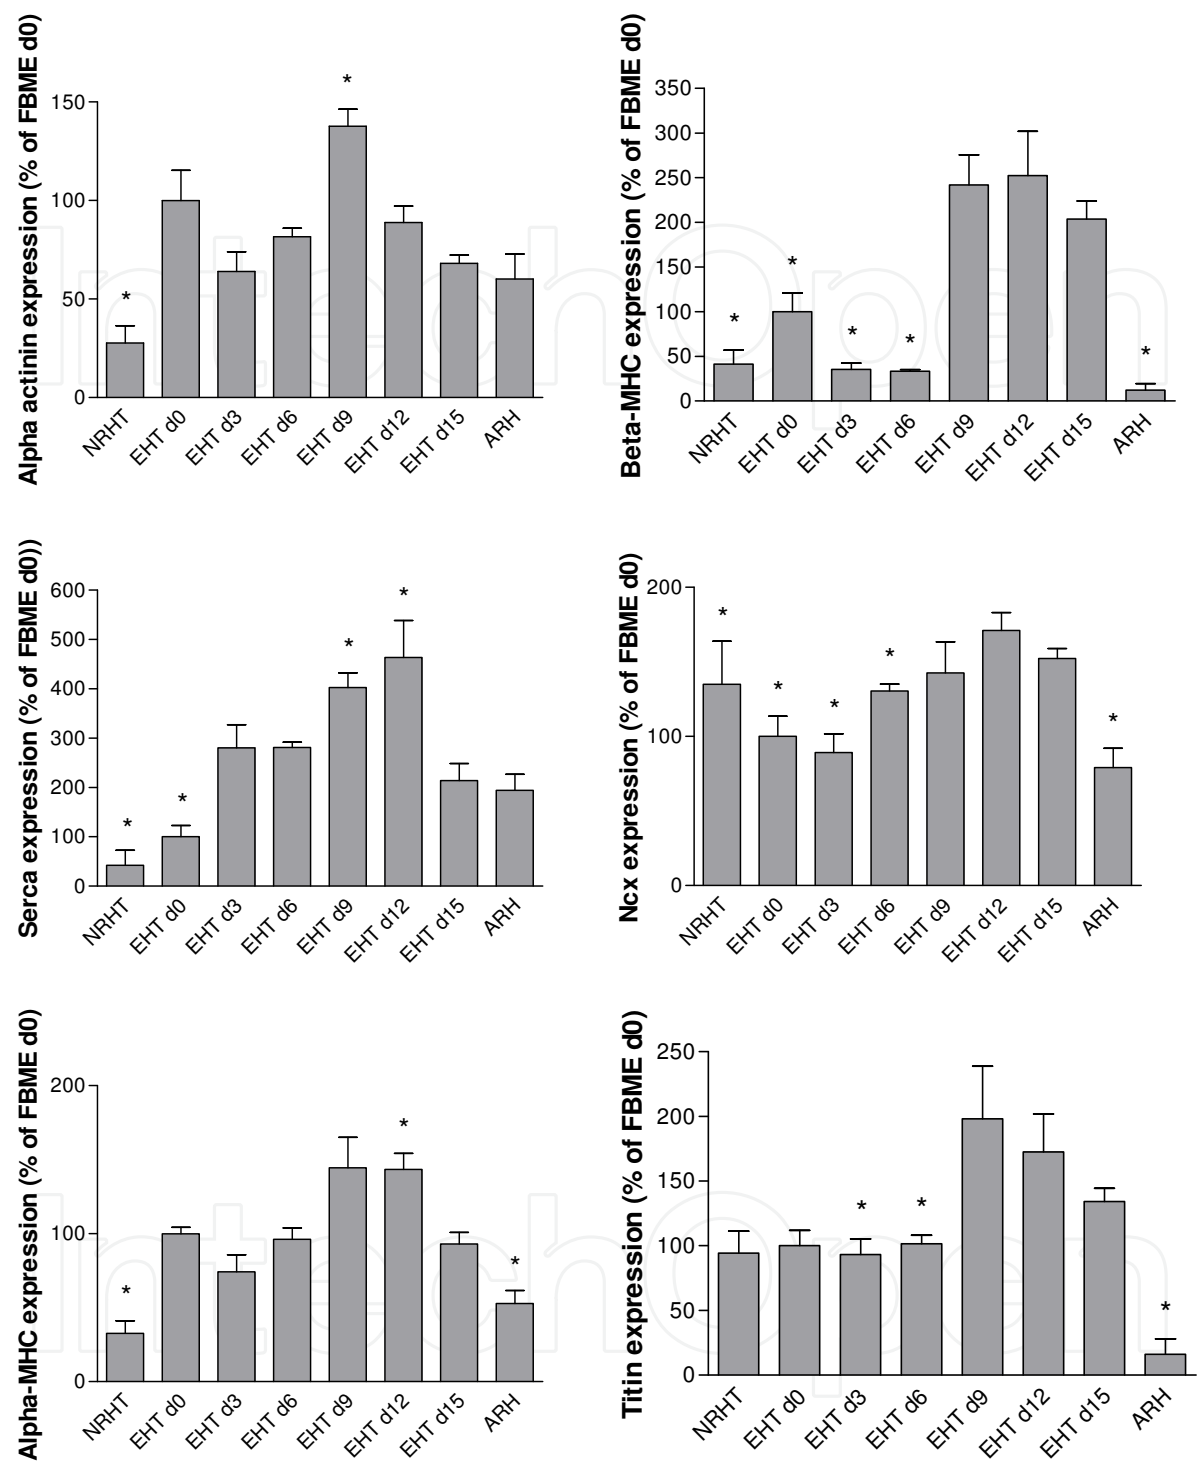 Alpha actinin expression (% of FBME d0)
150
100
50
0
*
*
NRHT
EHT d0
EHT d3
EHT d6
EHT d9
EHT d12
EHT d15
ARH
Beta-MHC expression (% of FBME d0)
350
300
250
200
150
100
50
0
*
*
*
*
*
NRHT
EHT d0
EHT d3
EHT d6
EHT d9
EHT d12
EHT d15
ARH
Serca expression (% of FBME d0))
600
500
400
300
200
100
0
*
*
*
*
NRHT
EHT d0
EHT d3
EHT d6
EHT d9
EHT d12
EHT d15
ARH
Ncx expression (% of FBME d0)
200
100
0
*
*
*
*
*
NRHT
EHT d0
EHT d3
EHT d6
EHT d9
EHT d12
EHT d15
ARH
Alpha-MHC expression (% of FBME d0)
200
100
0
*
*
*
NRHT
EHT d0
EHT d3
EHT d6
EHT d9
EHT d12
EHT d15
ARH
Titin expression (% of FBME d0)
250
200
150
100
50
0
*
*
*
NRHT
EHT d0
EHT d3
EHT d6
EHT d9
EHT d12
EHT d15
ARH
IntechOpen
IntechOpen